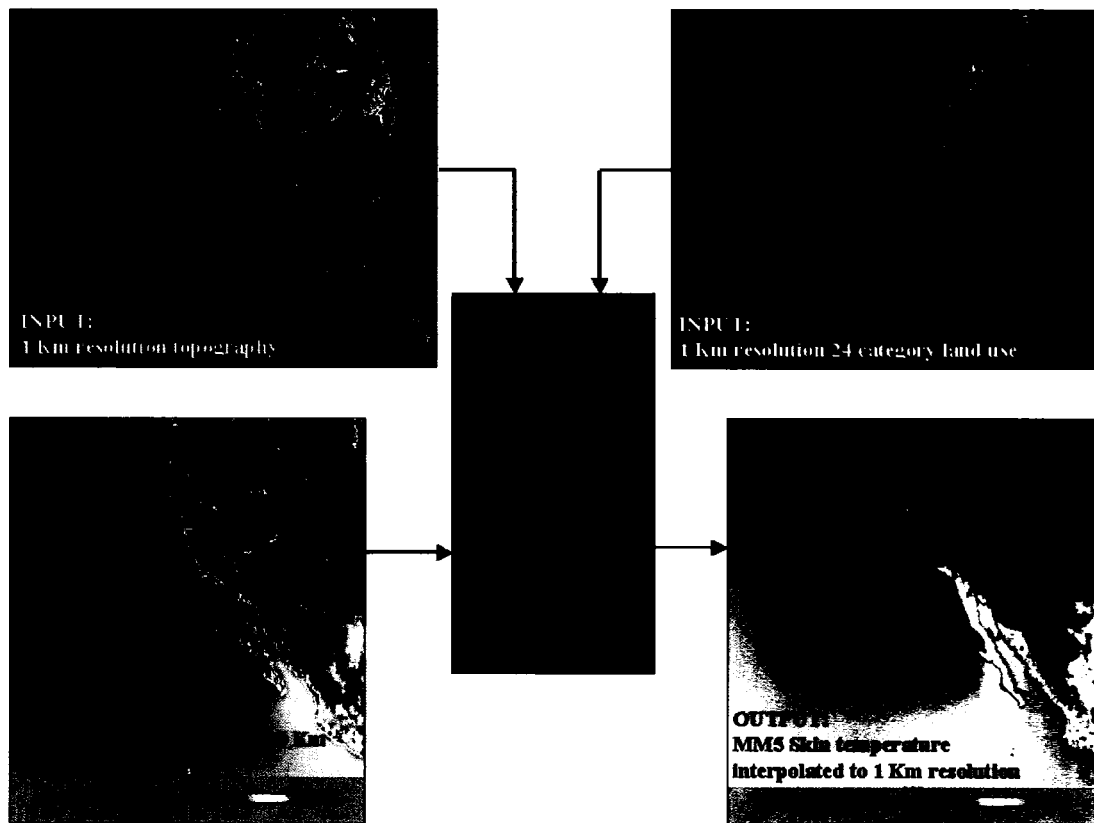 INPUT:
1 Km resolution topography
INPUT:
1 Km resolution 24 category land use
Km
OUTPUT:
MM5 Skin temperature
interpolated to 1 Km resolution